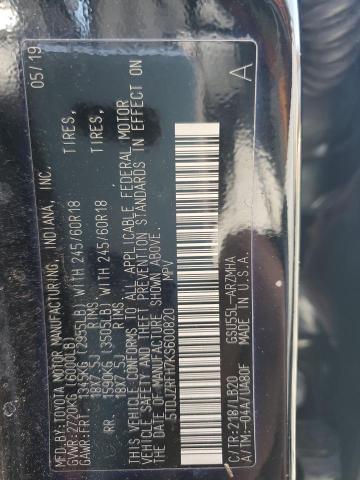 MFD.BY:TOYOTA MOTOR MANUFACTURING, INDIANA, INC. 05/19
GVWR:2720KG (6000LB)
GAWR:FRT. 1340KG (2955LB) WITH 245/60R18 TIRES,
18X7.5J RIMS.
RR. 1590KG (3505LB) WITH 245/60R18 TIRES,
18X7.5J RIMS.
THIS VEHICLE CONFORMS TO ALL APPLICABLE FEDERAL MOTOR
VEHICLE SAFETY AND THEFT PREVENTION STANDARDS IN EFFECT ON
THE DATE OF MANUFACTURE SHOWN ABOVE.
5TDJZRFH7KS600820 MPV
C/TR:218/LB20 GSU55L-ARZMHA A
A/TM:-04A/UA80F MADE IN U.S.A.